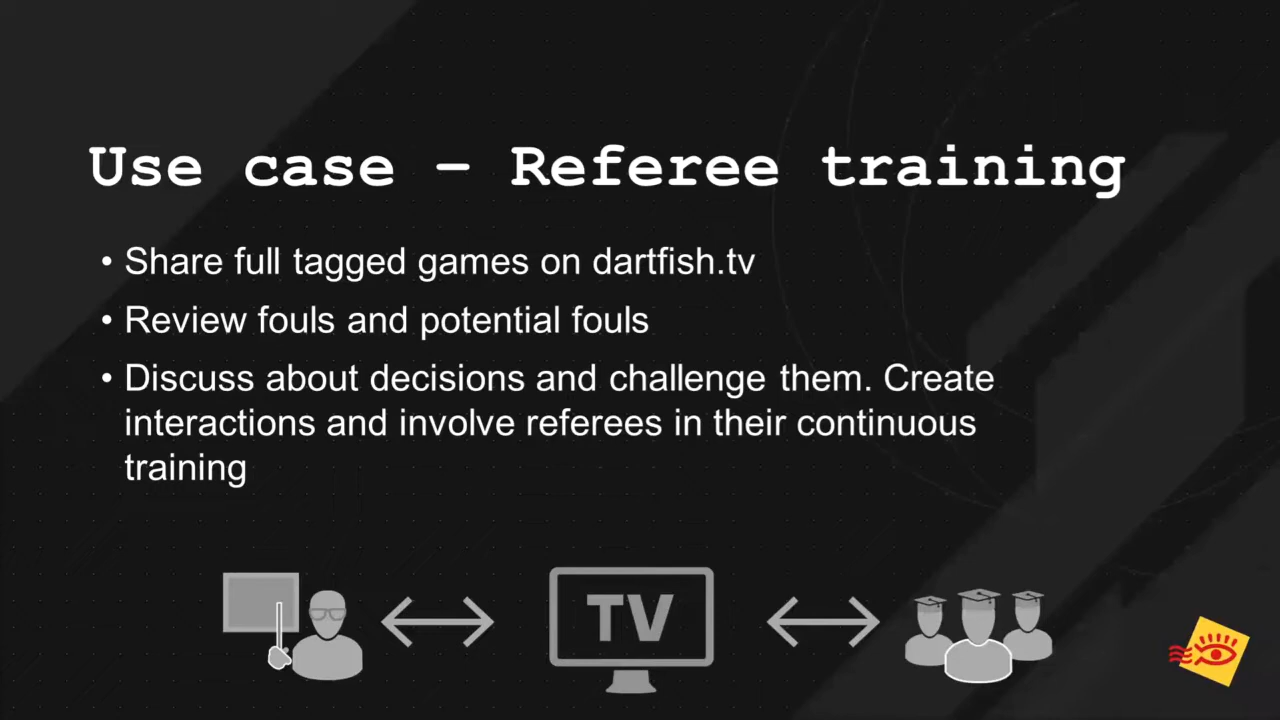 Use case – Referee training
• Share full tagged games on dartfish.tv
• Review fouls and potential fouls
• Discuss about decisions and challenge them. Create
interactions and involve referees in their continuous
training
TV